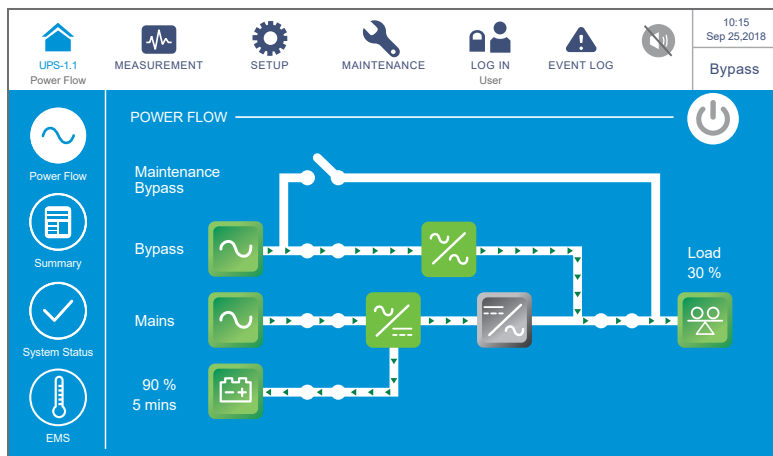 UPS-1.1
Power Flow
MEASUREMENT
SETUP
MAINTENANCE
LOG IN
User
EVENT LOG
10:15
Sep 25,2018
Bypass
Power Flow
Summary
System Status
EMS
POWER FLOW
Maintenance
Bypass
Bypass
Mains
90 %
5 mins
Load
30 %